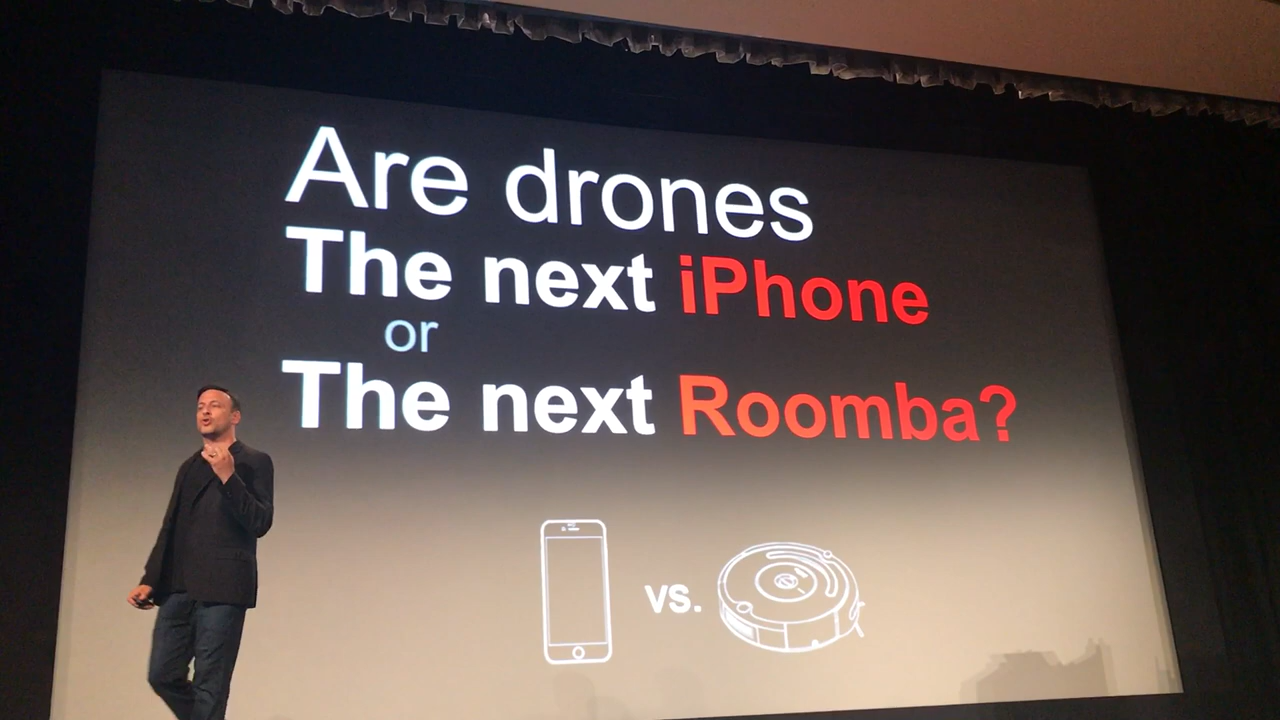 Are drones
The next iPhone
or
The next Roomba?
vs.